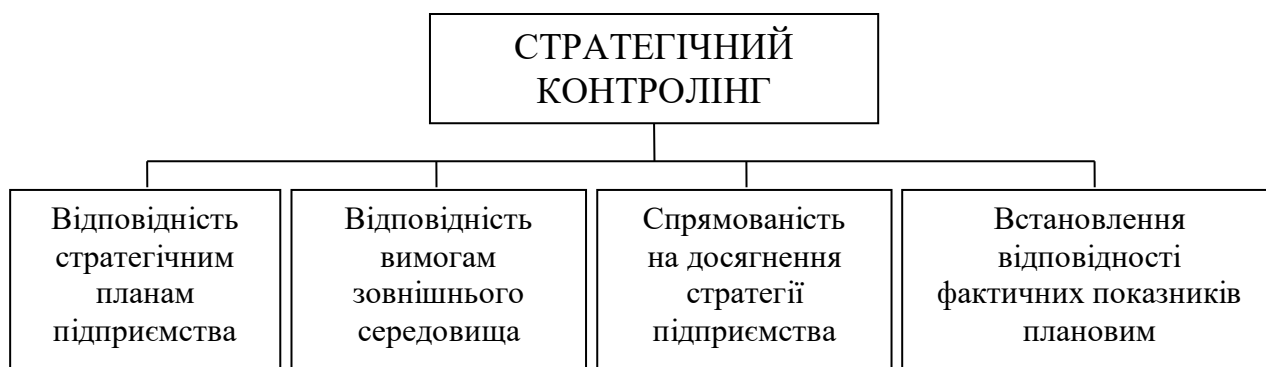 СТРАТЕГІЧНИЙ
КОНТРОЛІНГ
Відповідність
стратегічним
планам
підприємства
Відповідність
вимогам
зовнішнього
середовища
Спрямованість
на досягнення
стратегії
підприємства
Встановлення
відповідності
фактичних показників
плановим